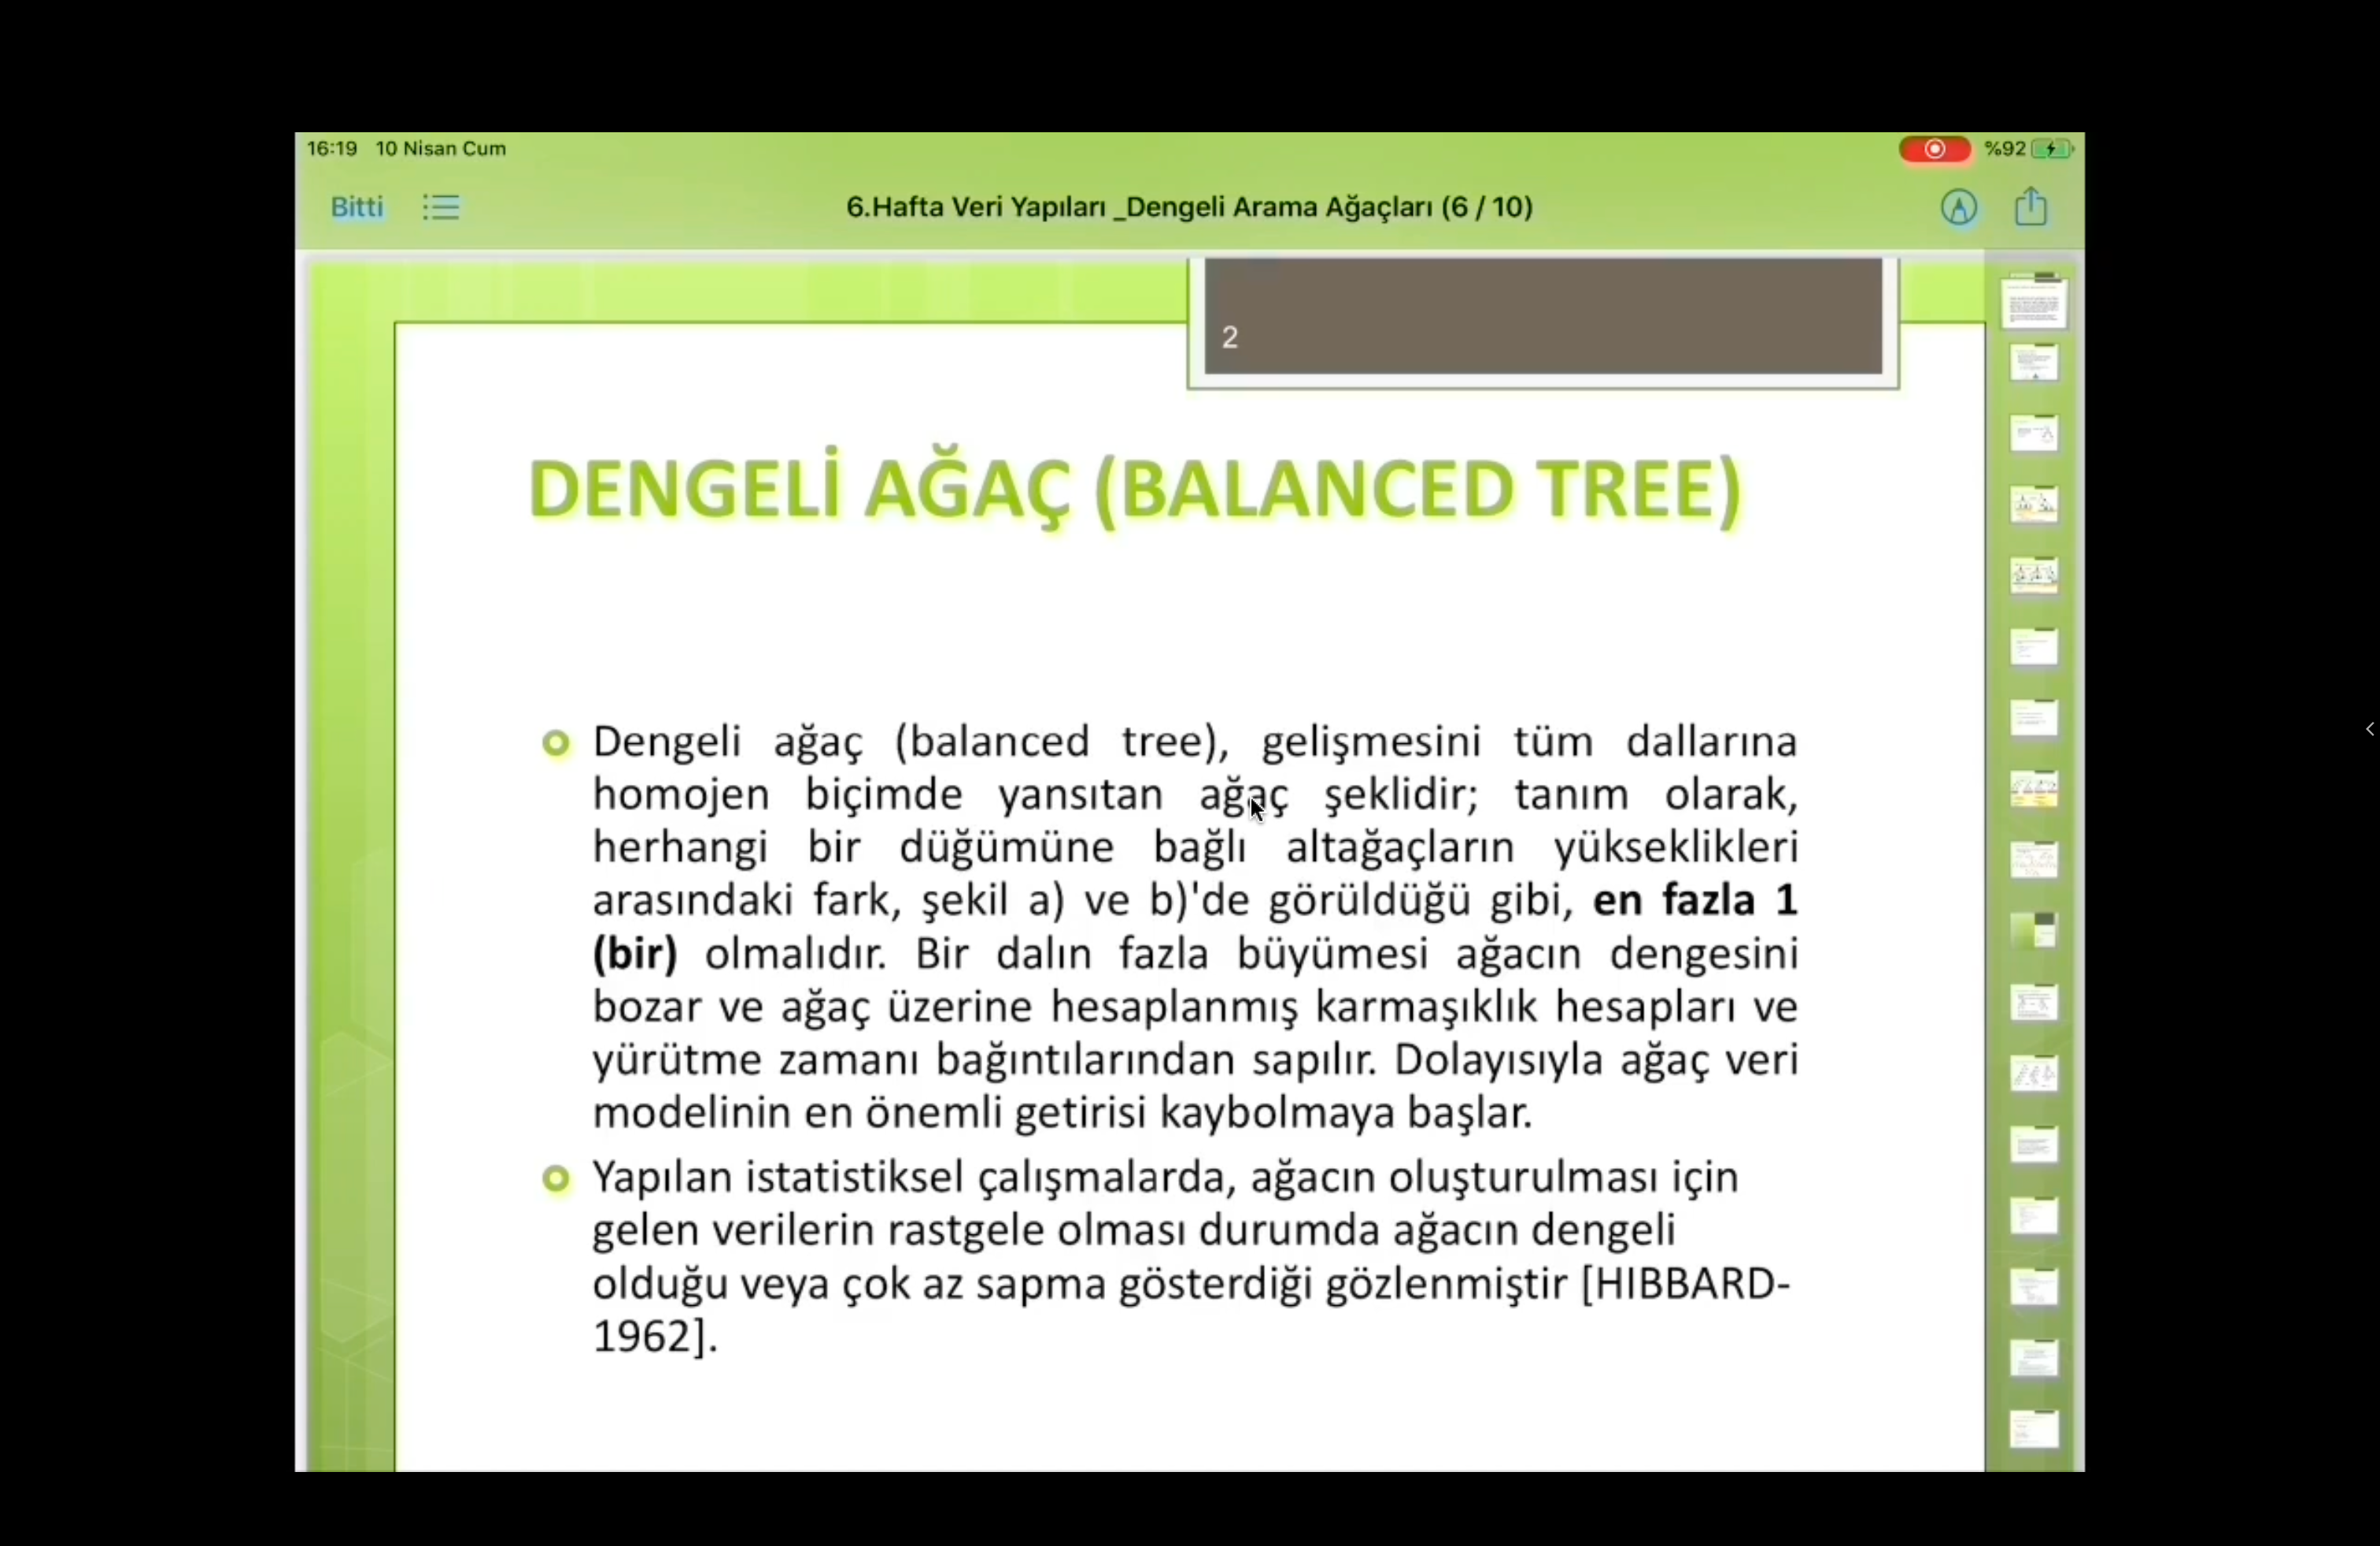 16:19 10 Nisan Cum
%92
Bitti
6.Hafta Veri Yapıları _Dengeli Arama Ağaçları (6 / 10)
2
DENGELİ AĞAÇ (BALANCED TREE)
Dengeli ağaç (balanced tree), gelişmesini tüm dallarına
homojen biçimde yansıtan ağaç şeklidir; tanım olarak,
herhangi bir düğümüne bağlı altağaçların yükseklikleri
arasındaki fark, şekil a) ve b)'de görüldüğü gibi, en fazla 1
(bir) olmalıdır. Bir dalın fazla büyümesi ağacın dengesini
bozar ve ağaç üzerine hesaplanmış karmaşıklık hesapları ve
yürütme zamanı bağıntılarından sapılır. Dolayısıyla ağaç veri
modelinin en önemli getirisi kaybolmaya başlar.
Yapılan istatistiksel çalışmalarda, ağacın oluşturulması için
gelen verilerin rastgele olması durumda ağacın dengeli
olduğu veya çok az sapma gösterdiği gözlenmiştir [HIBBARD-
1962].